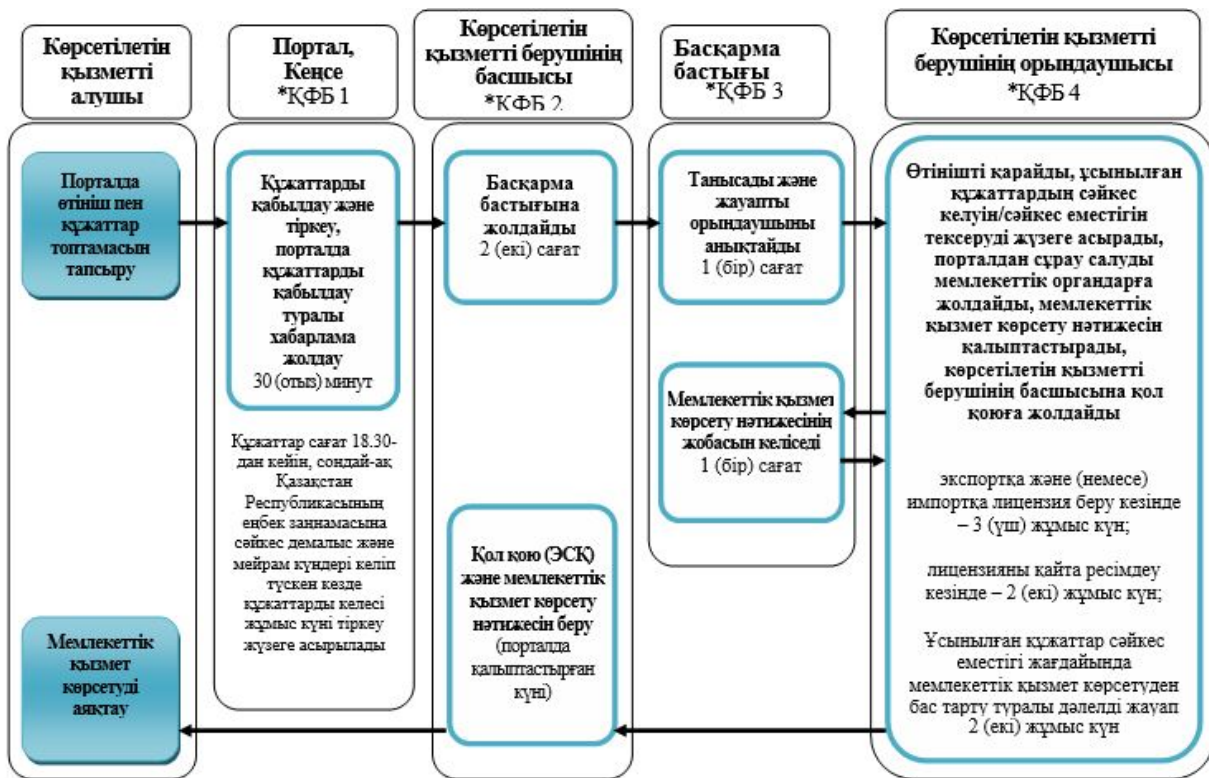 Көрсетілетін
қызметті
алушы
Портал,
Кеңсе
*ҚФБ 1
Көрсетілетін
қызметті берушінің
басшысы
*ҚФБ 2
Басқарма
бастығы
*ҚФБ 3
Көрсетілетін қызметті
берушінің орындаушысы
*ҚФБ 4
Порталда
өтініш пен
құжаттар
топтамасын
тапсыру
Құжаттарды
қабылдау және
тіркеу,
порталда
құжаттарды
қабылдау
туралы
хабарлама
жолдау
30 (отыз) минут
Құжаттар сағат 18.30-
дан кейін, сондай-ақ
Қазақстан
Республикасының
еңбек заңнамасына
сәйкес демалыс және
мейрам күндері келіп
түскен кезде
құжаттарды келесі
жұмыс күні тіркеу
жүзеге асырылады
Басқарма
бастығына
жолдайды
2 (екі) сағат
Танысады және
жауапты
орындаушыны
анықтайды
1 (бір) сағат
Өтінішті қарайды, ұсынылған
құжаттардың сәйкес
келуін/сәйкес еместігін
тексеруді жүзеге асырады,
порталдан сұрау салуды
мемлекеттік органдарға
жолдайды, мемлекеттік
қызмет көрсету нәтижесін
қалыптастырады,
көрсетілетін қызметті
берушінің басшысына қол
қоюға жолдайды
экспортқа және (немесе)
импортқа лицензия беру кезінде
– 3 (үш) жұмыс күн;
лицензияны қайта ресімдеу
кезінде – 2 (екі) жұмыс күн;
Ұсынылған құжаттар сәйкес
еместігі жағдайында
мемлекеттік қызмет көрсетуден
бас тарту туралы дәлелді жауап
2 (екі) жұмыс күн
Мемлекеттік қызмет
көрсету нәтижесінің
жобасын келіседі
1 (бір) сағат
Қол қою (ЭСҚ)
және мемлекеттік
қызмет көрсету
нәтижесін беру
(порталда
қалыптастырған
күні)
Мемлекеттік
қызмет
көрсетуді
аяқтау